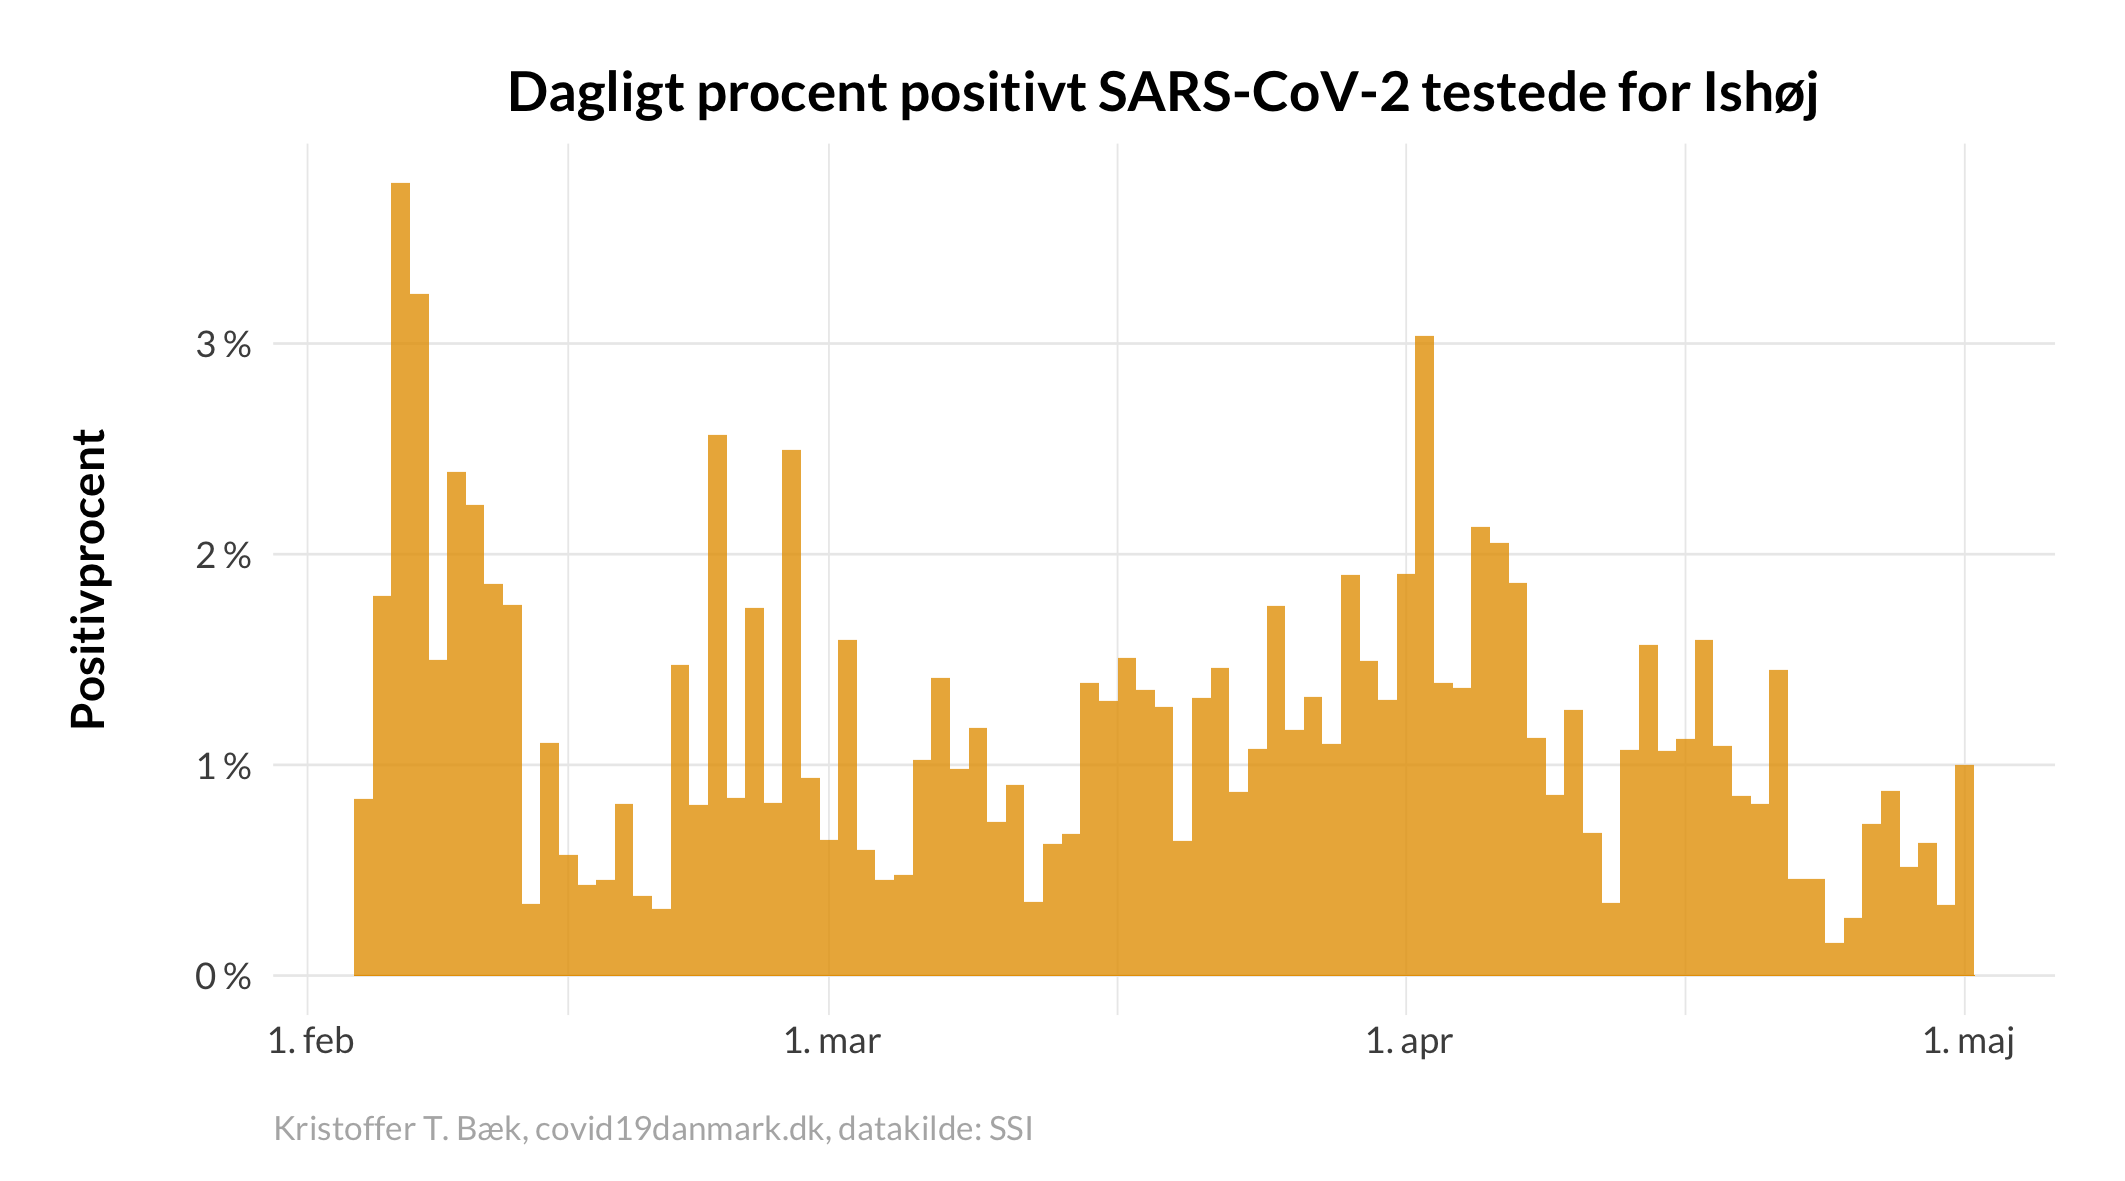 Dagligt procent positivt SARS-CoV-2 testede for Ishøj
Positivprocent
3 %
2 %
1 %
0 %
1. feb
1. mar
1. apr
1. maj
Kristoffer T. Bæk, covid19danmark.dk, datakilde: SSI